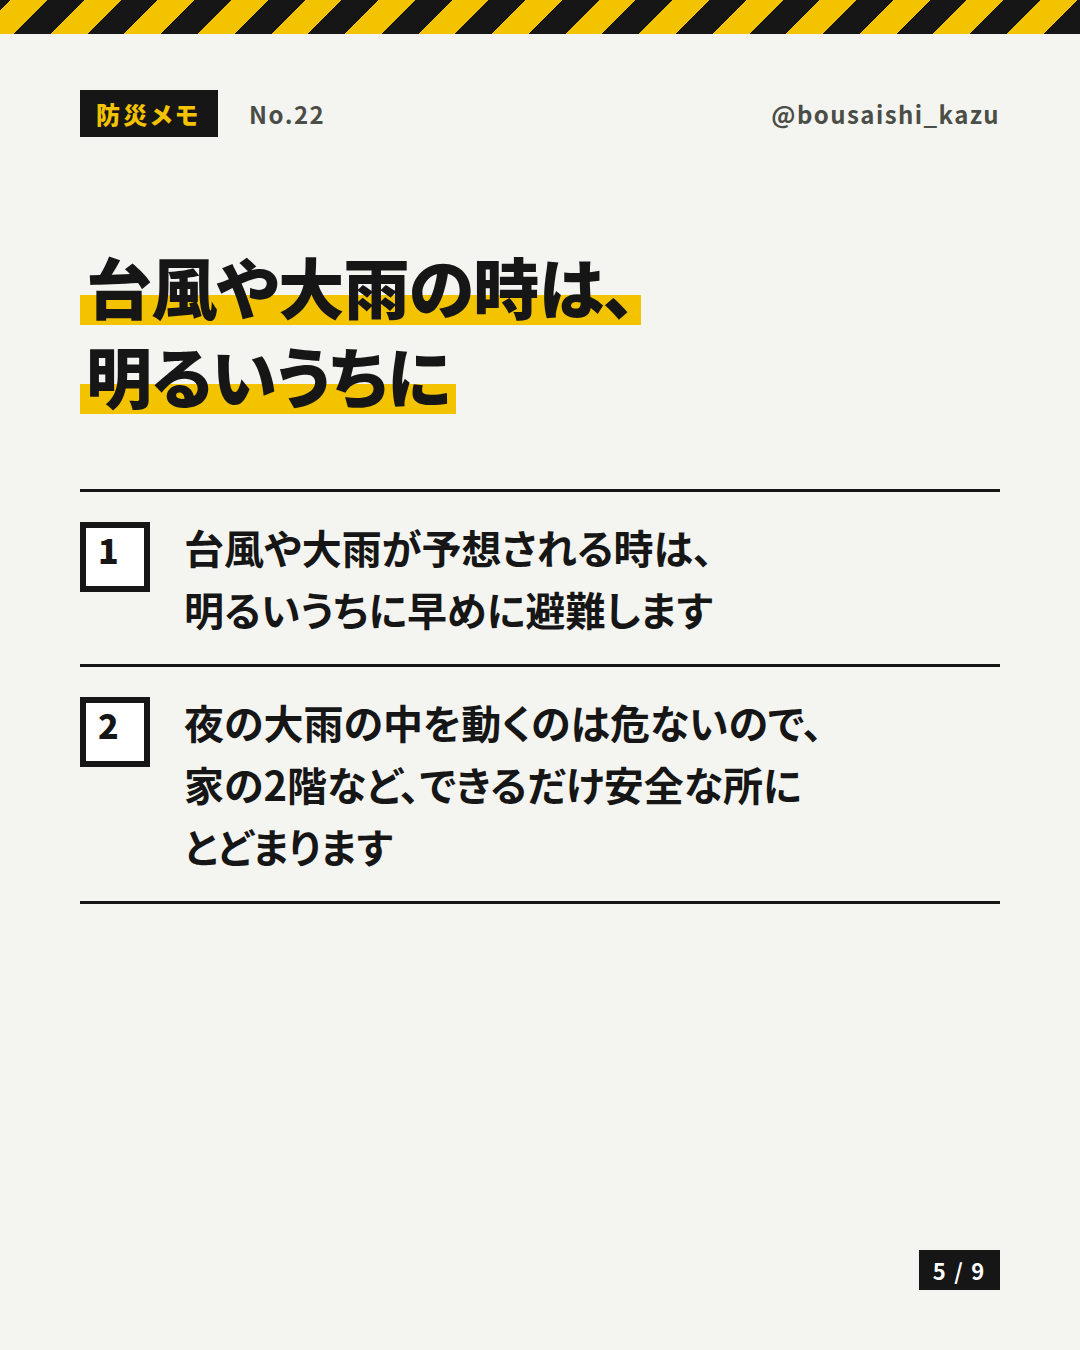 防災メモ No.22 @bousaishi_kazu
台風や大雨の時は、
明るいうちに
1 台風や大雨が予想される時は、
明るいうちに早めに避難します
2 夜の大雨の中を動くのは危ないので、
家の2階など、できるだけ安全な所に
とどまります
5 / 9